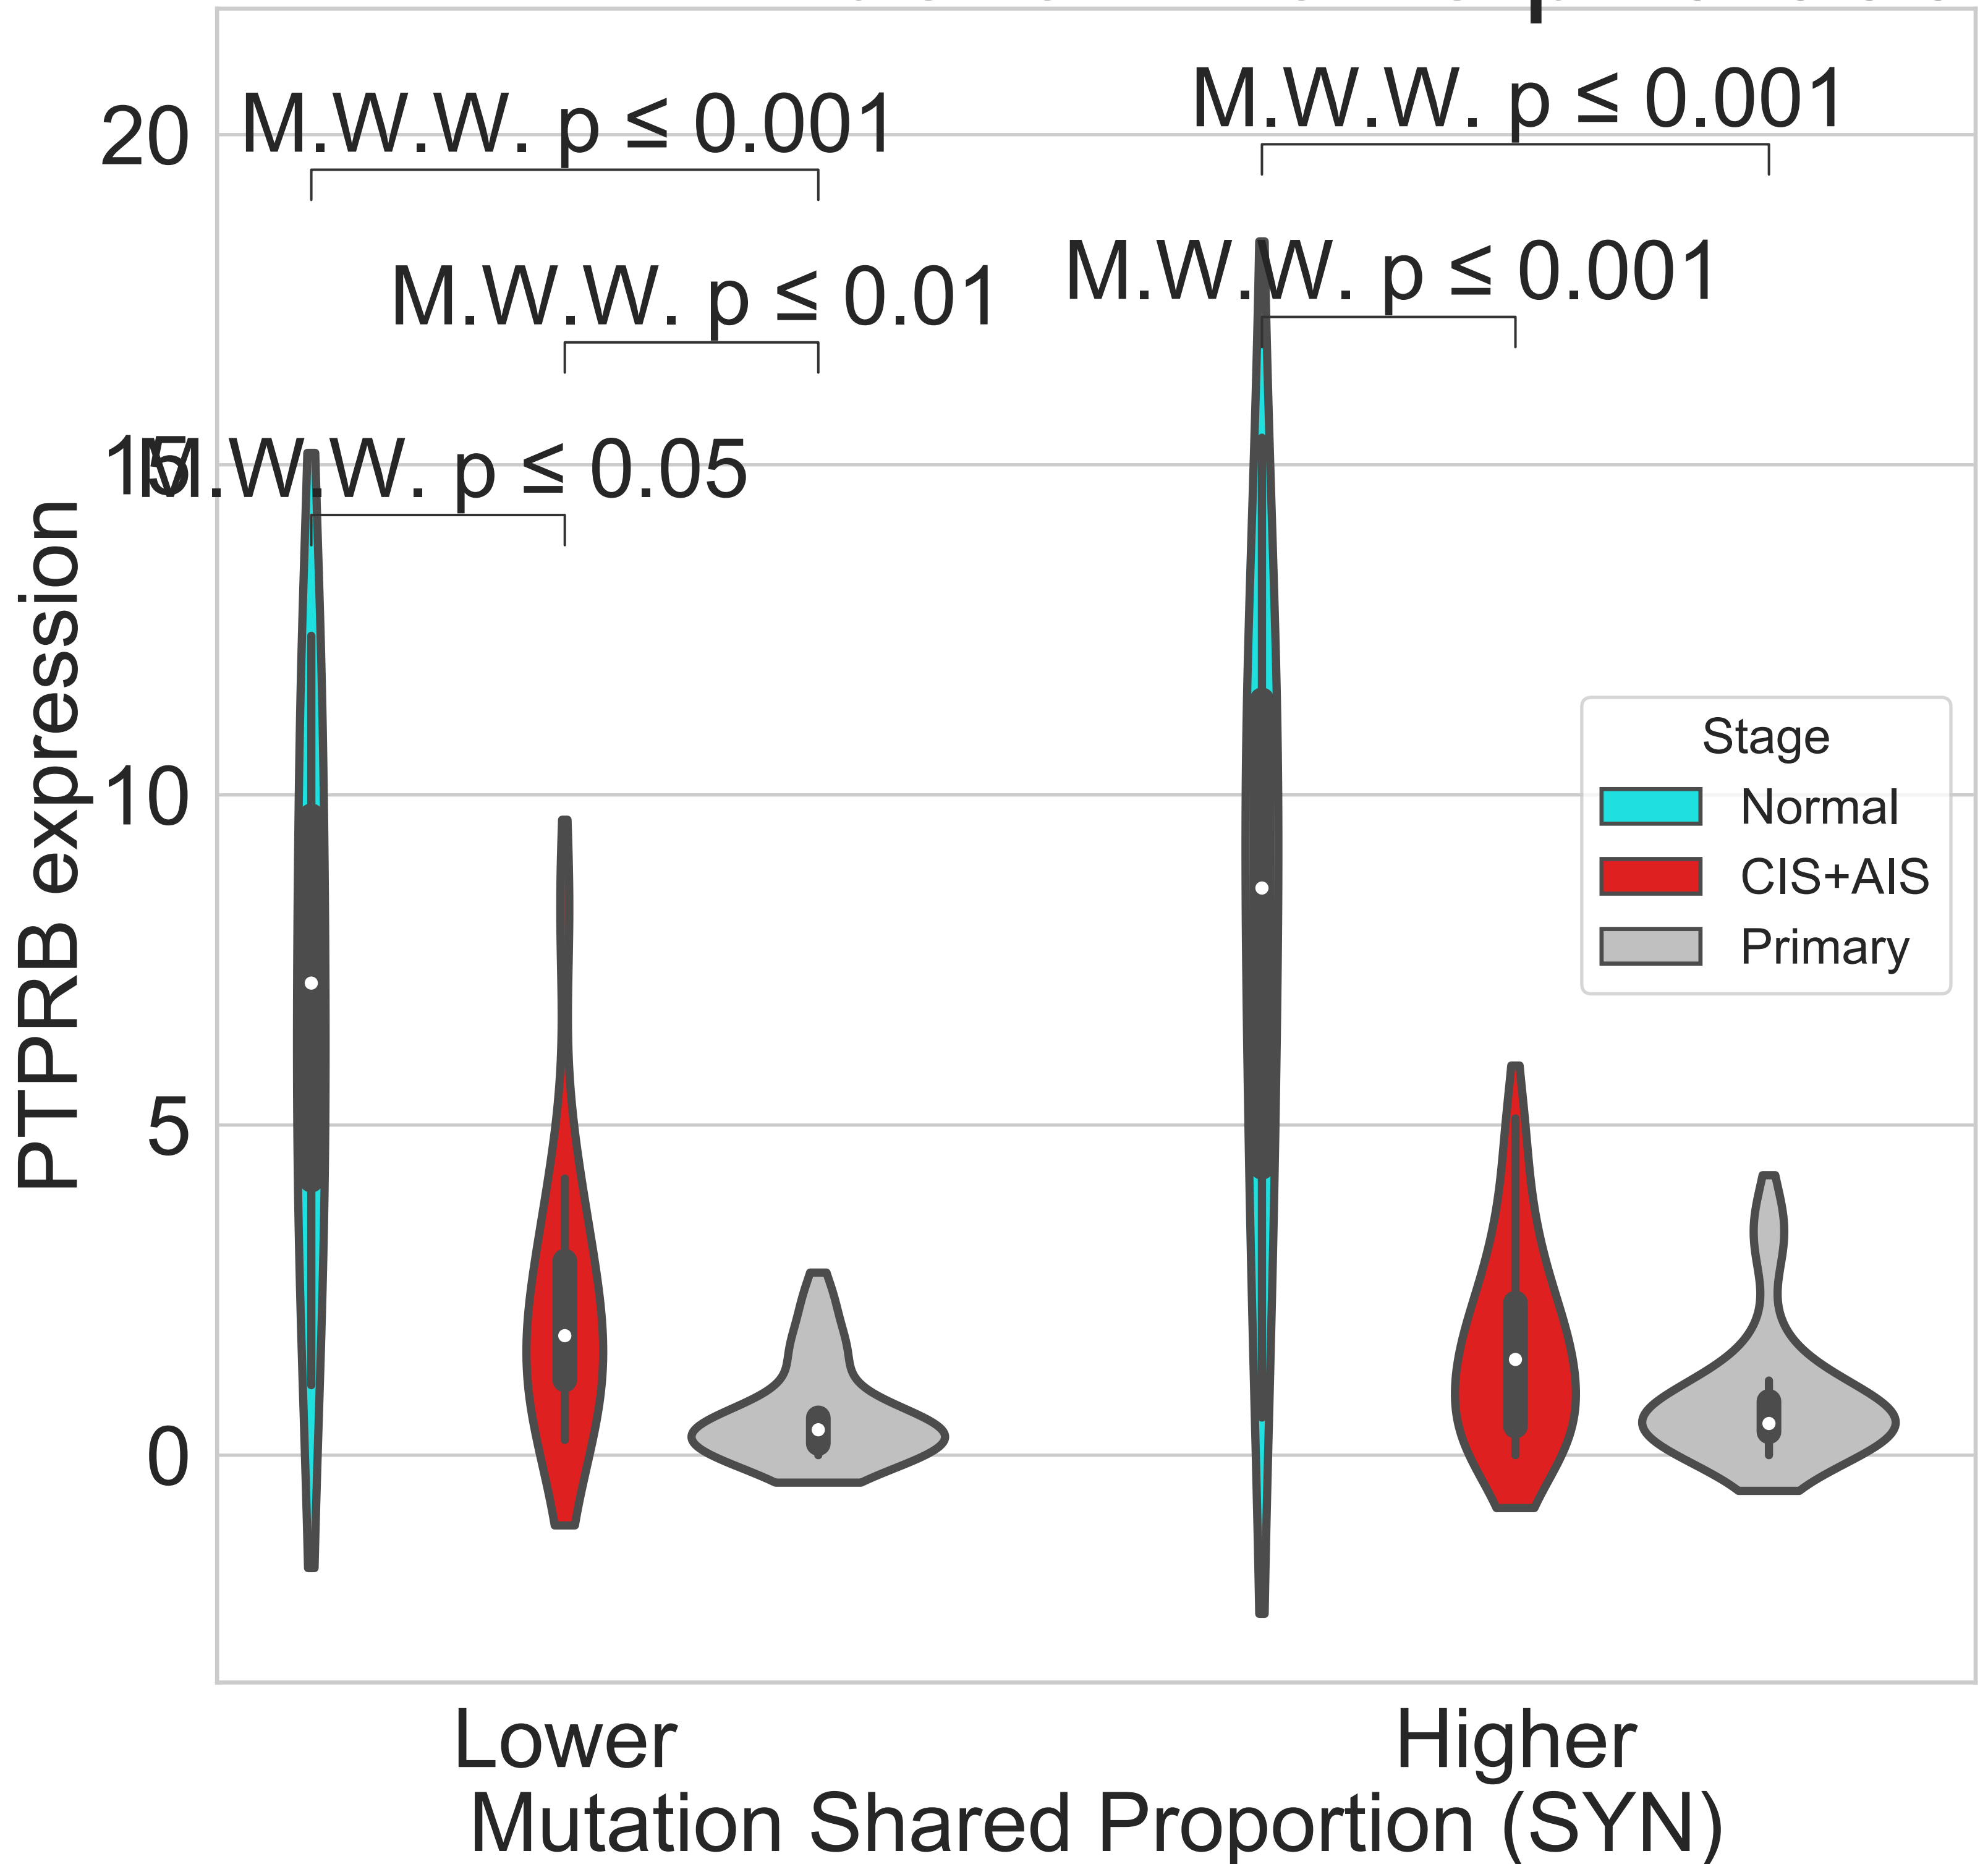 M.W.W. p ≤ 0.001
M.W.W. p ≤ 0.001
20
M.W.W. p ≤ 0.001
M.W.W. p ≤ 0.01
15
M.W.W. p ≤ 0.05
10
5
0
PTPRB expression
Stage
Normal
CIS+AIS
Primary
Lower
Higher
Mutation Shared Proportion (SYN)